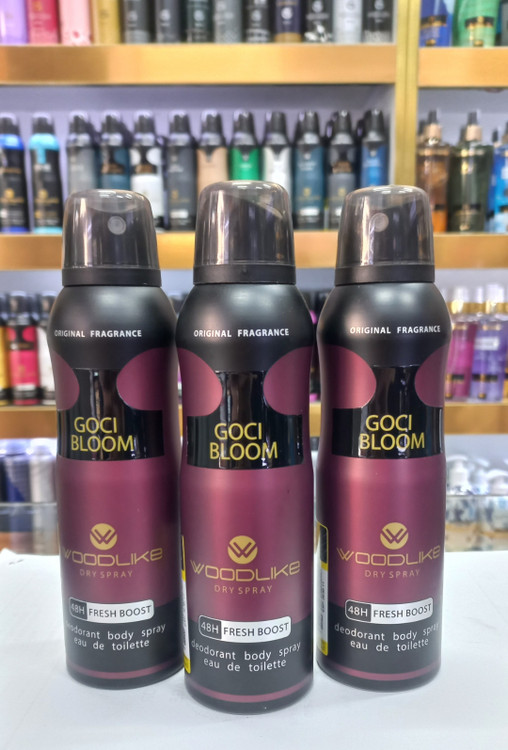 ORIGINAL FRAGRANCE
GOCI
BLOOM
WOODLIKE
DRY SPRAY
48H FRESH BOOST
deodorant body spray
eau de toilette
ORIGINAL FRAGRANCE
GOCI
BLOOM
WOODLIKE
DRY SPRAY
48H FRESH BOOST
deodorant body spray
eau de toilette
ORIGINAL FRAGRANCE
GOCI
BLOOM
WOODLIKE
DRY SPRAY
48H FRESH BOOST
deodorant body spray
eau de toilette